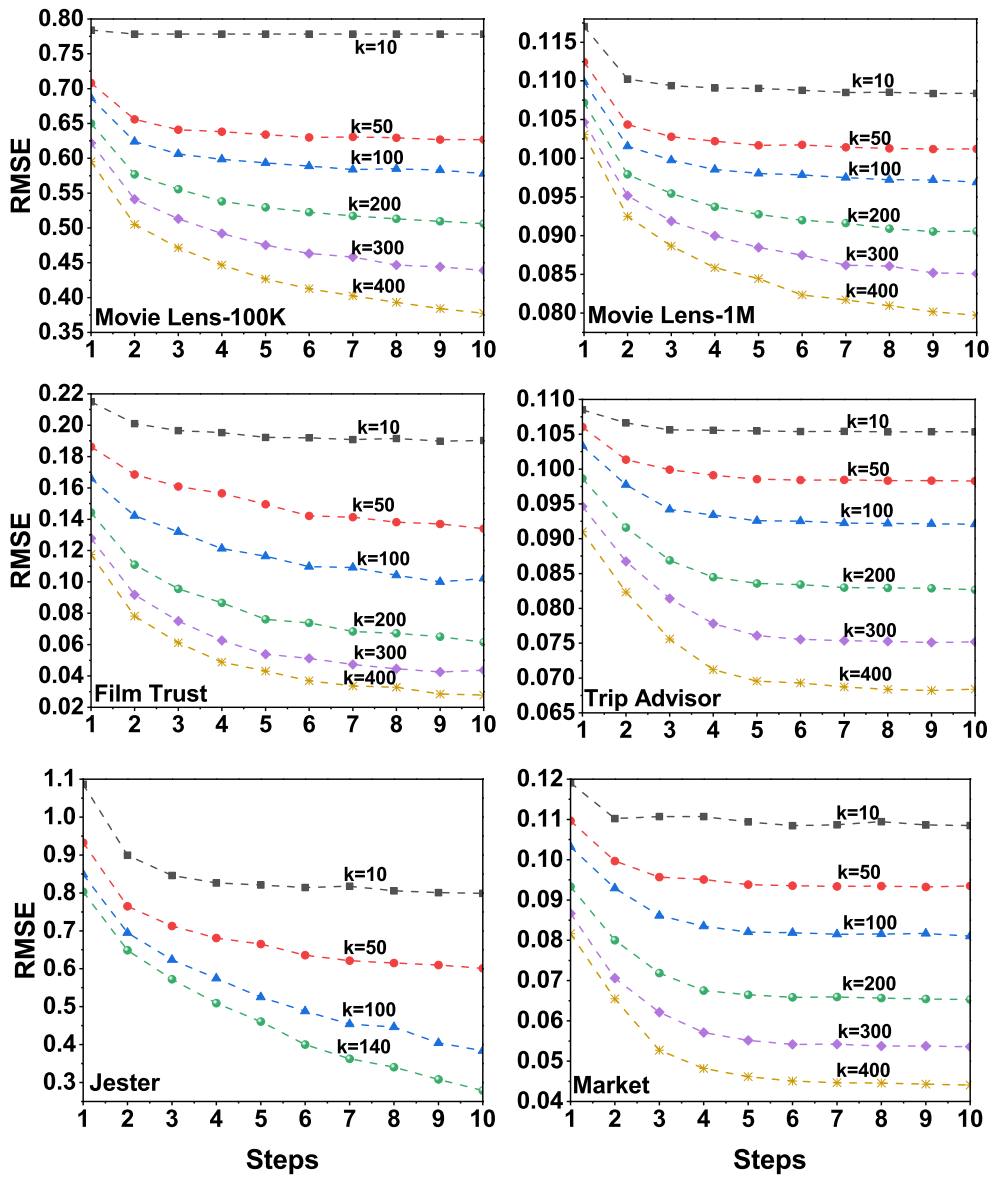 RMSE
0.80
0.75
0.70
0.65
0.60
0.55
0.50
0.45
0.40
0.35
k=10
k=50
k=100
k=200
k=300
k=400
Movie Lens-100K
1 2 3 4 5 6 7 8 9 10
0.115
0.110
0.105
0.100
0.095
0.090
0.085
0.080
k=10
k=50
k=100
k=200
k=300
k=400
Movie Lens-1M
1 2 3 4 5 6 7 8 9 10
RMSE
0.22
0.20
0.18
0.16
0.14
0.12
0.10
0.08
0.06
0.04
0.02
k=10
k=50
k=100
k=200
k=300
k=400
Film Trust
1 2 3 4 5 6 7 8 9 10
0.110
0.105
0.100
0.095
0.090
0.085
0.080
0.075
0.070
0.065
k=10
k=50
k=100
k=200
k=300
k=400
Trip Advisor
1 2 3 4 5 6 7 8 9 10
RMSE
1.1
1.0
0.9
0.8
0.7
0.6
0.5
0.4
0.3
k=10
k=50
k=100
k=140
Jester
1 2 3 4 5 6 7 8 9 10
Steps
0.12
0.11
0.10
0.09
0.08
0.07
0.06
0.05
0.04
k=10
k=50
k=100
k=200
k=300
k=400
Market
1 2 3 4 5 6 7 8 9 10
Steps